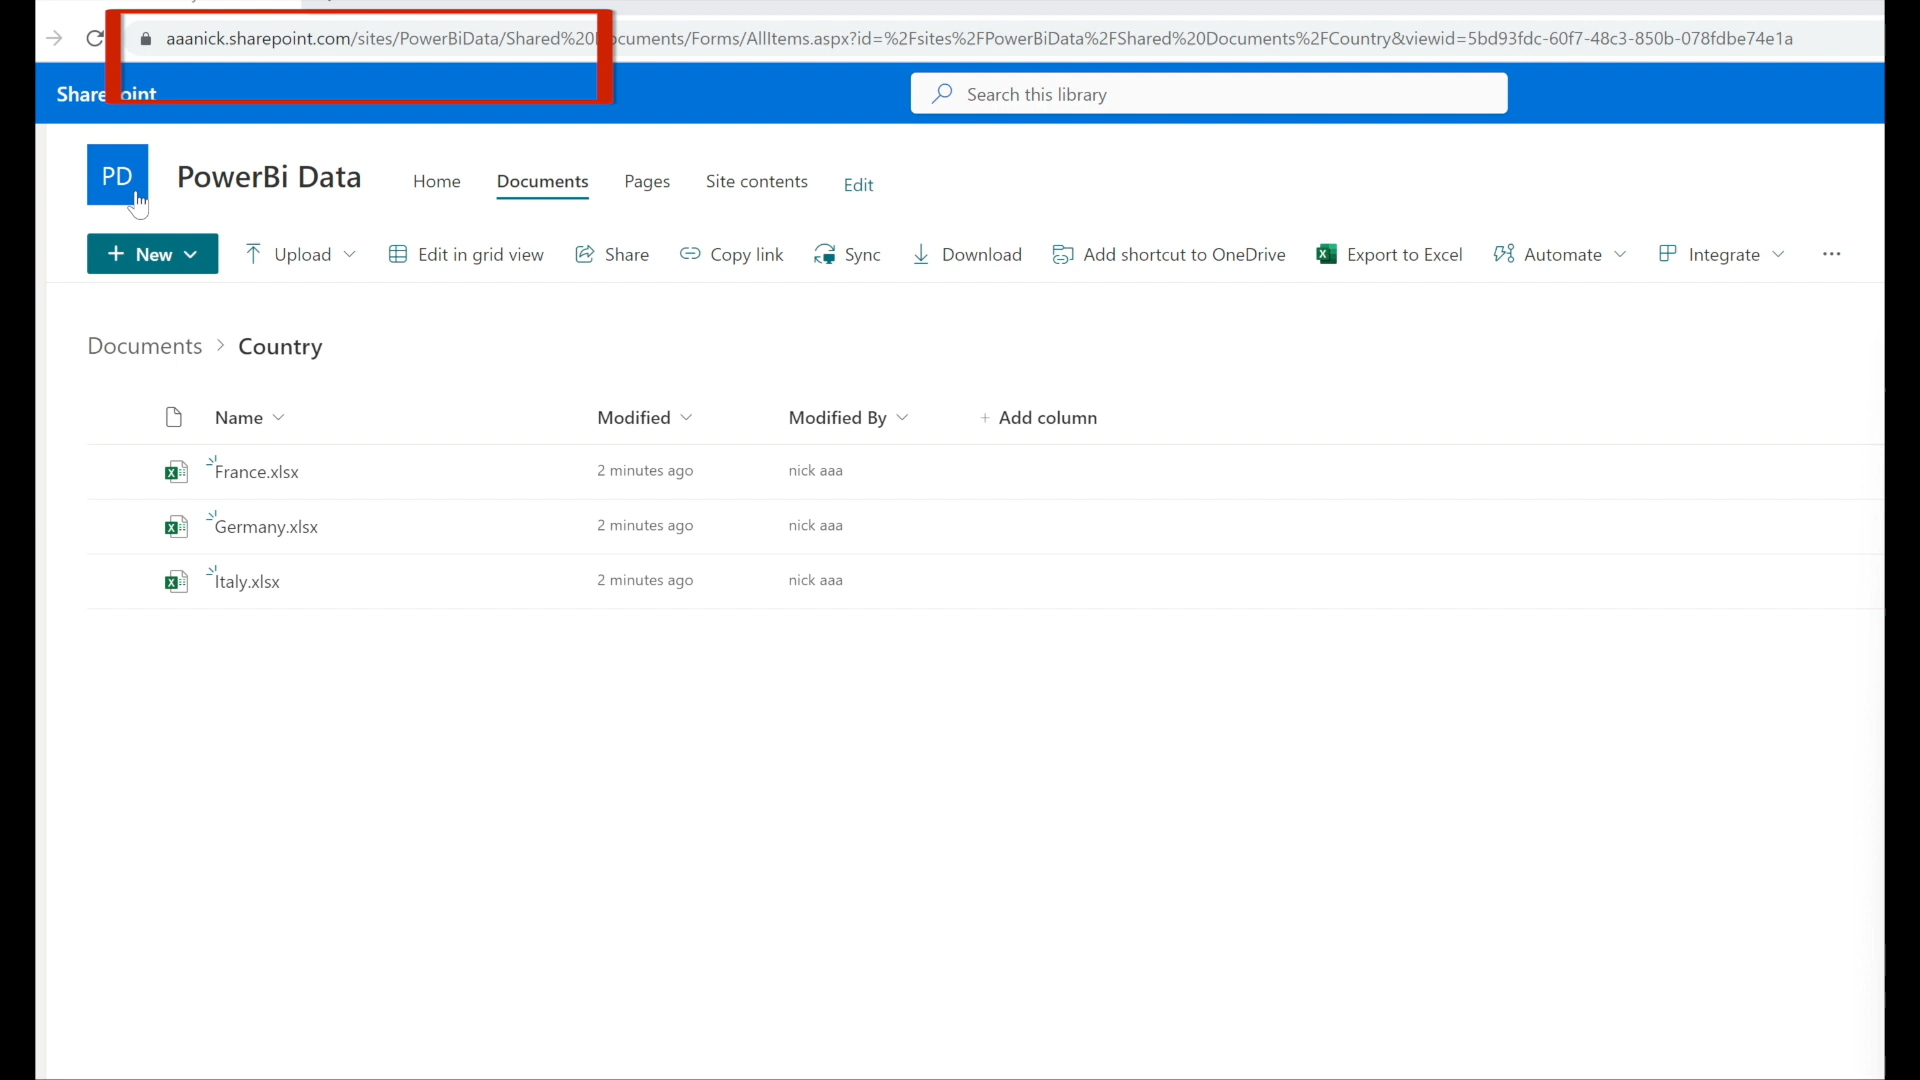 aaanick.sharepoint.com/sites/PowerBiData/Shared%20Documents/Forms/AllItems.aspx?id=%2Fsites%2FPowerBiData%2FShared%20Documents%2FCountry&viewid=5bd93fdc-60f7-48c3-850b-078fdbe74e1a
SharePoint
Search this library
PD
PowerBi Data
Home
Documents
Pages
Site contents
Edit
New
Upload
Edit in grid view
Share
Copy link
Sync
Download
Add shortcut to OneDrive
Export to Excel
Automate
Integrate
Documents > Country
Name
Modified
Modified By
+ Add column
France.xlsx
2 minutes ago
nick aaa
Germany.xlsx
2 minutes ago
nick aaa
Italy.xlsx
2 minutes ago
nick aaa